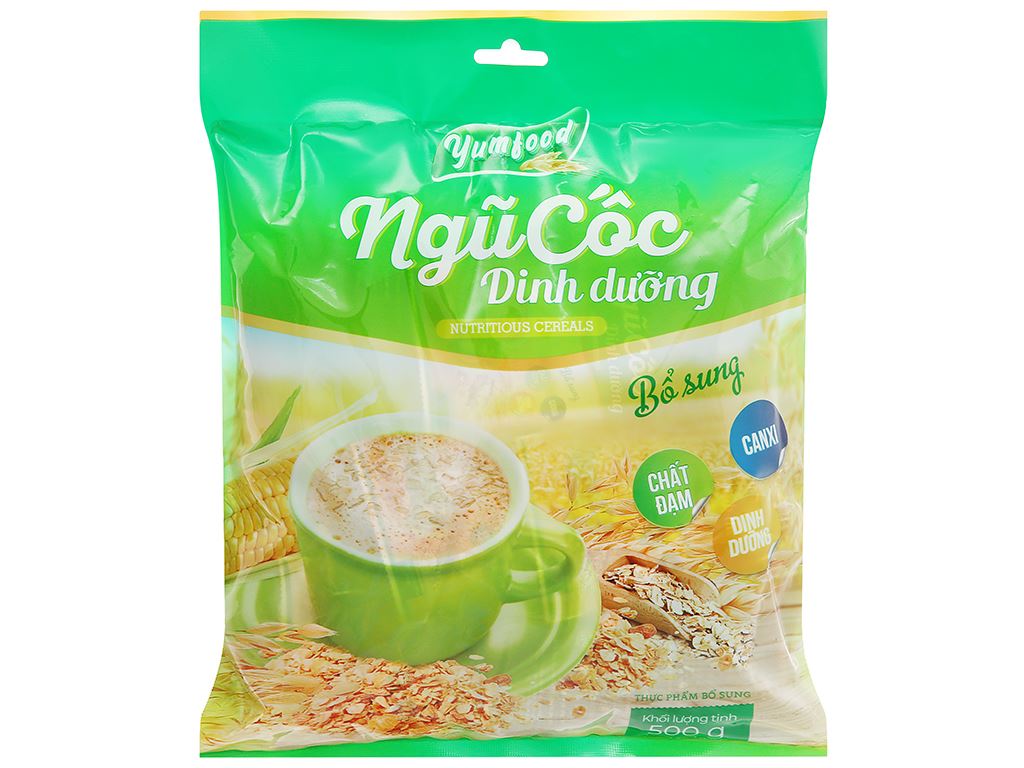 Yumfood
Ngũ Cốc
Dinh dưỡng
NUTRITIOUS CEREALS
Bổ sung
CANXI
CHẤT
ĐẠM
DINH
DƯỠNG
THỰC PHẨM BỔ SUNG
Khối lượng tịnh
500 g